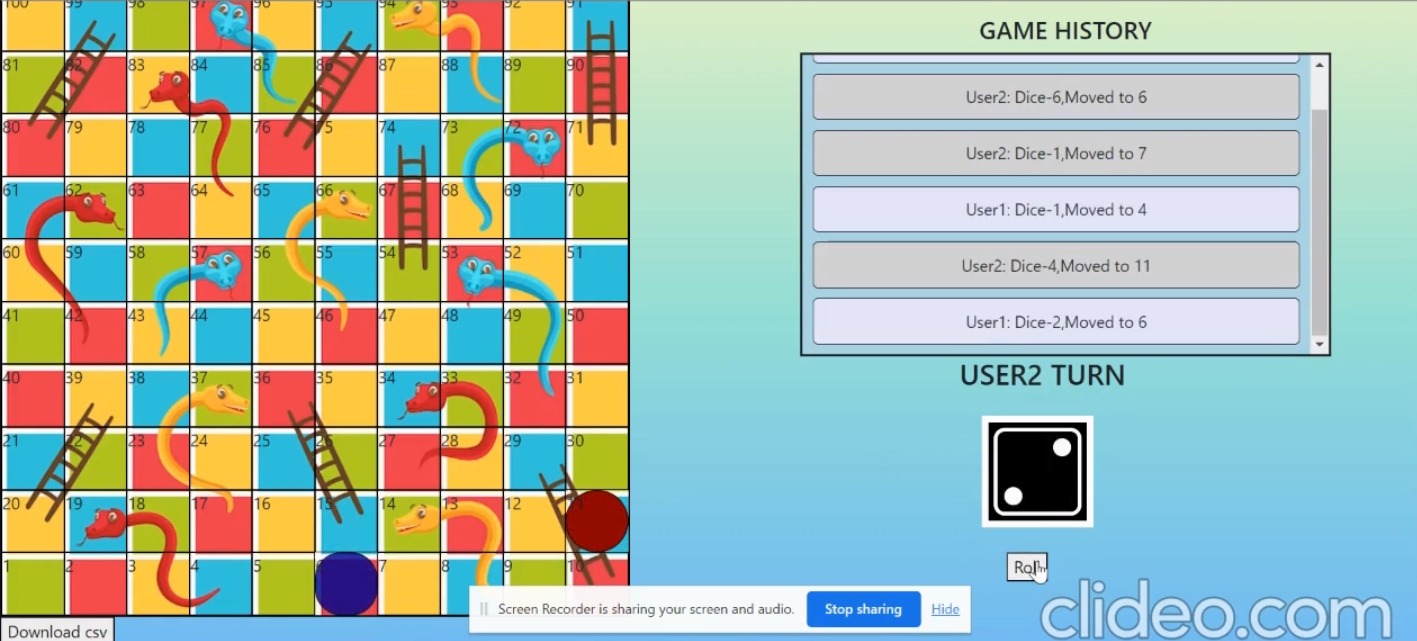 100 99 98 97 96 95 94 93 92 91
81 82 83 84 85 86 87 88 89 90
80 79 78 77 76 75 74 73 72 71
61 62 63 64 65 66 67 68 69 70
60 59 58 57 56 55 54 53 52 51
41 42 43 44 45 46 47 48 49 50
40 39 38 37 36 35 34 33 32 31
21 22 23 24 25 26 27 28 29 30
20 19 18 17 16 14 13 12
1 2 3 4 5 7 8 9 10
Download csv
GAME HISTORY
User2: Dice-6,Moved to 6
User2: Dice-1,Moved to 7
User1: Dice-1,Moved to 4
User2: Dice-4,Moved to 11
User1: Dice-2,Moved to 6
USER2 TURN
Roll
Screen Recorder is sharing your screen and audio.
Stop sharing
Hide
clideo.com